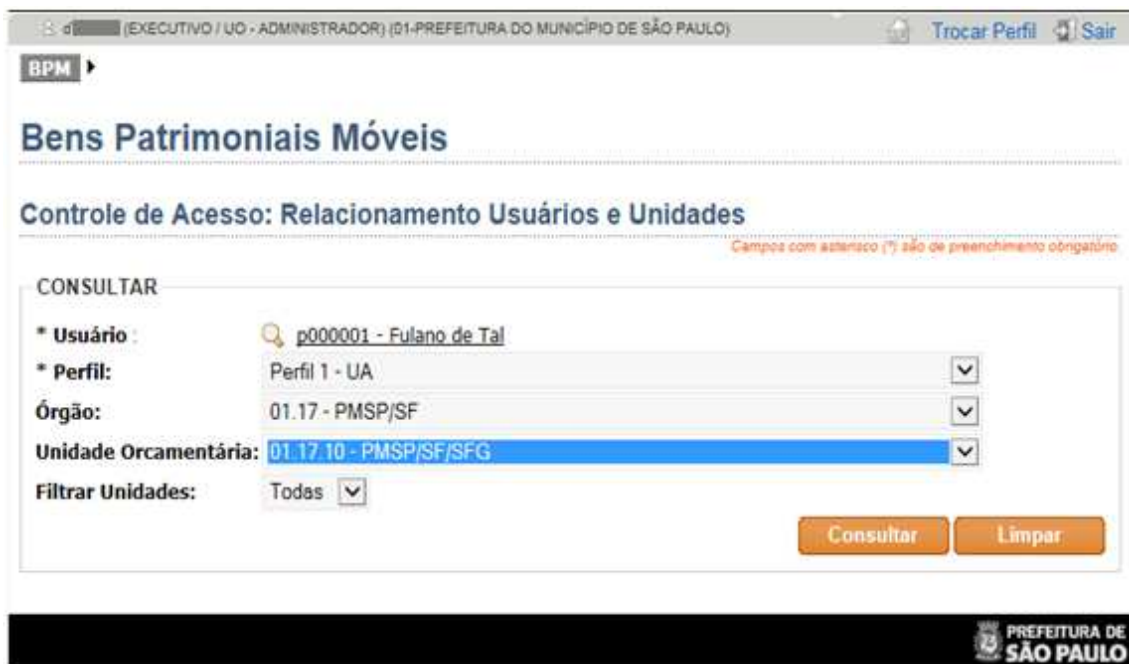 d (EXECUTIVO / UO - ADMINISTRADOR) (01-PREFEITURA DO MUNICÍPIO DE SÃO PAULO) Trocar Perfil Sair
BPM
Bens Patrimoniais Móveis
Controle de Acesso: Relacionamento Usuários e Unidades
Campos com asterisco (*) são de preenchimento obrigatório
CONSULTAR
* Usuário : p000001 - Fulano de Tal
* Perfil: Perfil 1 - UA
Órgão: 01.17 - PMSP/SF
Unidade Orcamentária: 01.17.10 - PMSP/SF/SFG
Filtrar Unidades: Todas
Consultar Limpar
PREFEITURA DE
SÃO PAULO